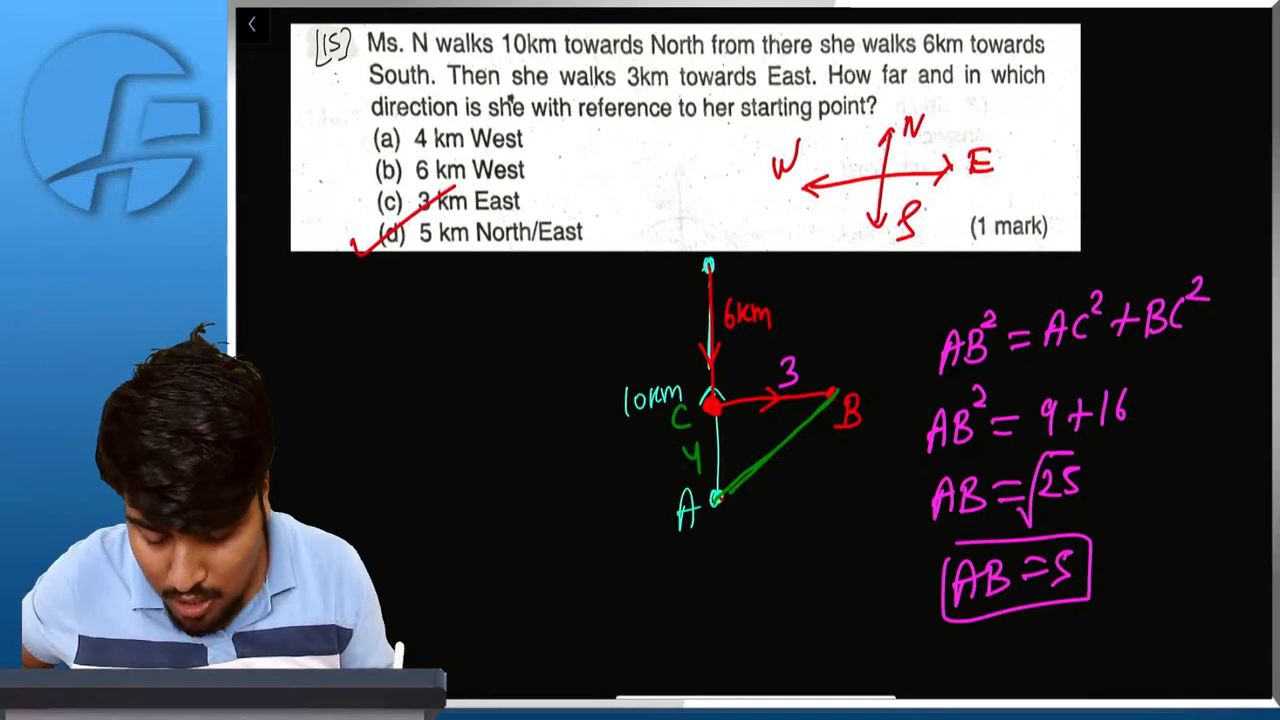 [15] Ms. N walks 10km towards North from there she walks 6km towards
South. Then she walks 3km towards East. How far and in which
direction is she with reference to her starting point?
(a) 4 km West
(b) 6 km West
(c) 3 km East
(d) 5 km North/East
(1 mark)
N
W
E
S
6km
3
10km
C
B
4
A
AB² = AC² + BC²
AB² = 9 + 16
AB = √25
AB = 5